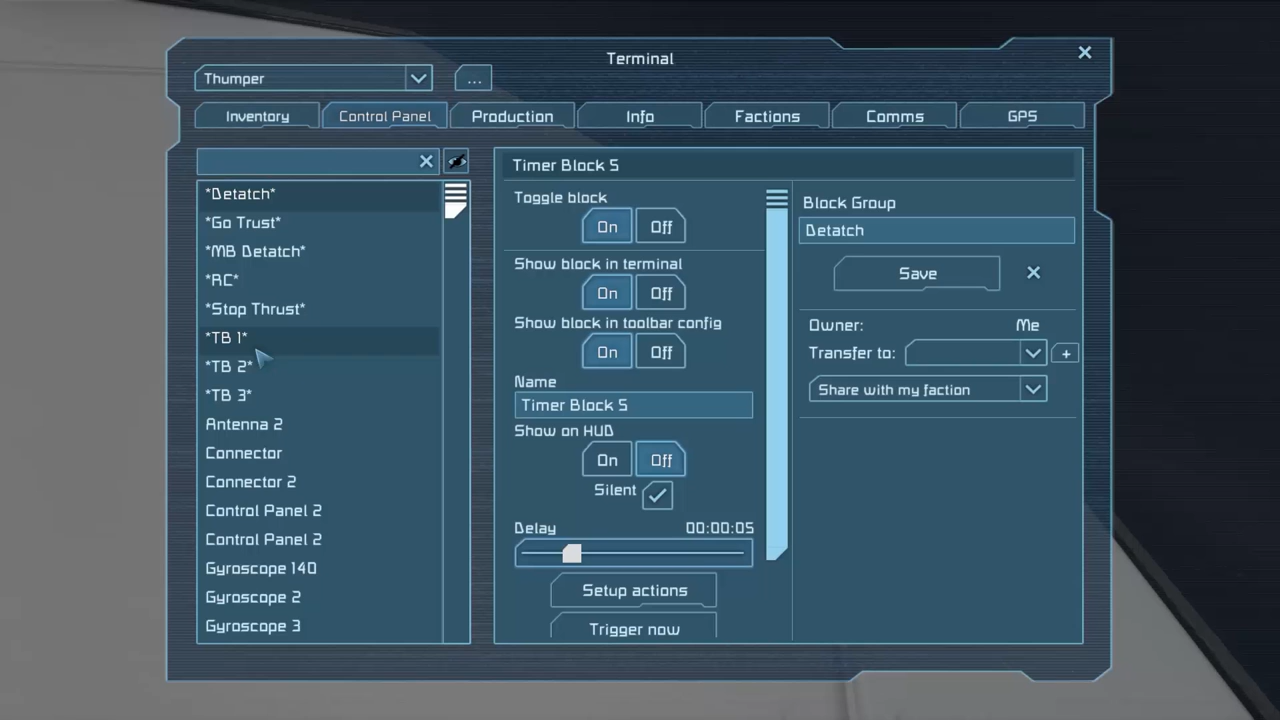 Terminal
Thumper
...
Inventory
Control Panel
Production
Info
Factions
Comms
GPS
*Detatch*
*Go Trust*
*MB Detatch*
*RC*
*Stop Thrust*
*TB 1*
*TB 2*
*TB 3*
Antenna 2
Connector
Connector 2
Control Panel 2
Control Panel 2
Gyroscope 140
Gyroscope 2
Gyroscope 3
Timer Block 5
Toggle block
On Off
Show block in terminal
On Off
Show block in toolbar config
On Off
Name
Timer Block 5
Show on HUD
On Off
Silent
Delay 00:00:05
Setup actions
Trigger now
Block Group
Detatch
Save
Owner: Me
Transfer to:
+
Share with my faction